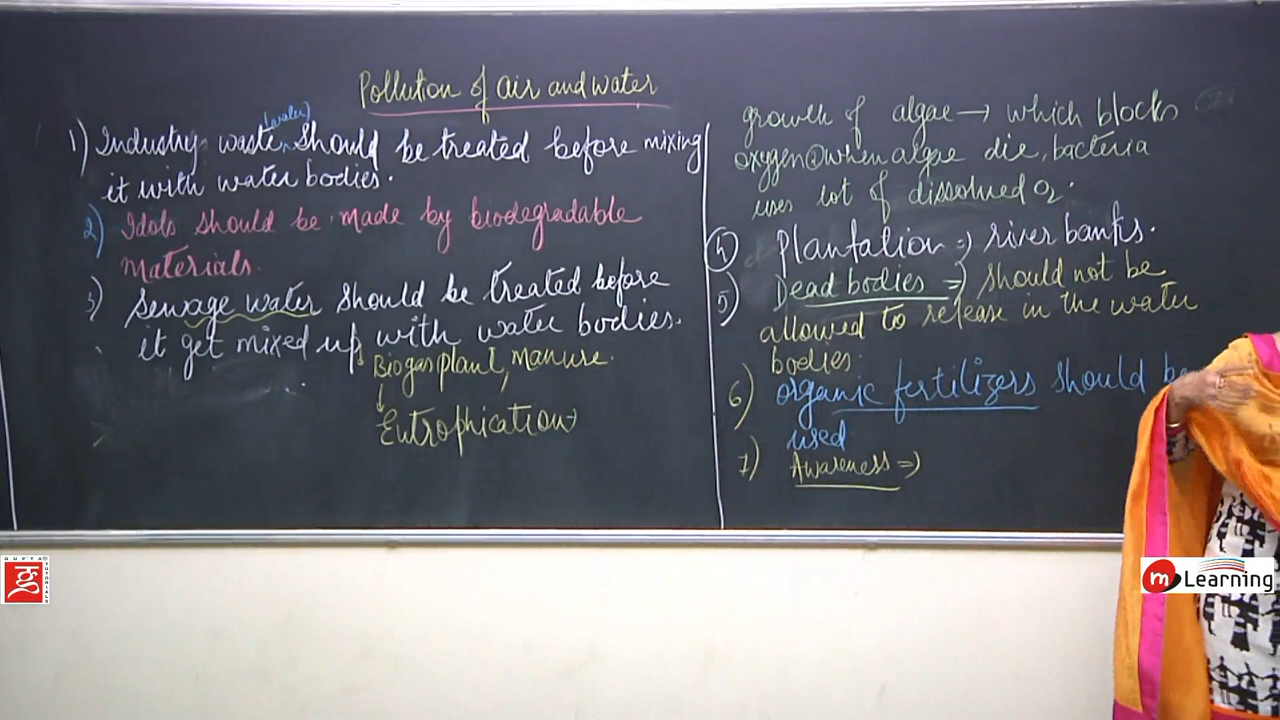 Pollution of air and water
(water)
1) Industry waste should be treated before mixing
it with water bodies.
2) Idols should be made by biodegradable
materials.
3) Sewage water should be treated before
it get mixed up with water bodies.
Biogas plant, Manure.
Eutrophication →
growth of algae → which blocks
oxygen ② when algae die, bacteria
uses lot of dissolved O2.
④ Plantation ⇒ river banks.
5) Dead bodies ⇒ should not be
allowed to release in the water
bodies.
6) organic fertilizers should be
used
7) Awareness ⇒
GUPTA®
TUTORIALS
m Learning